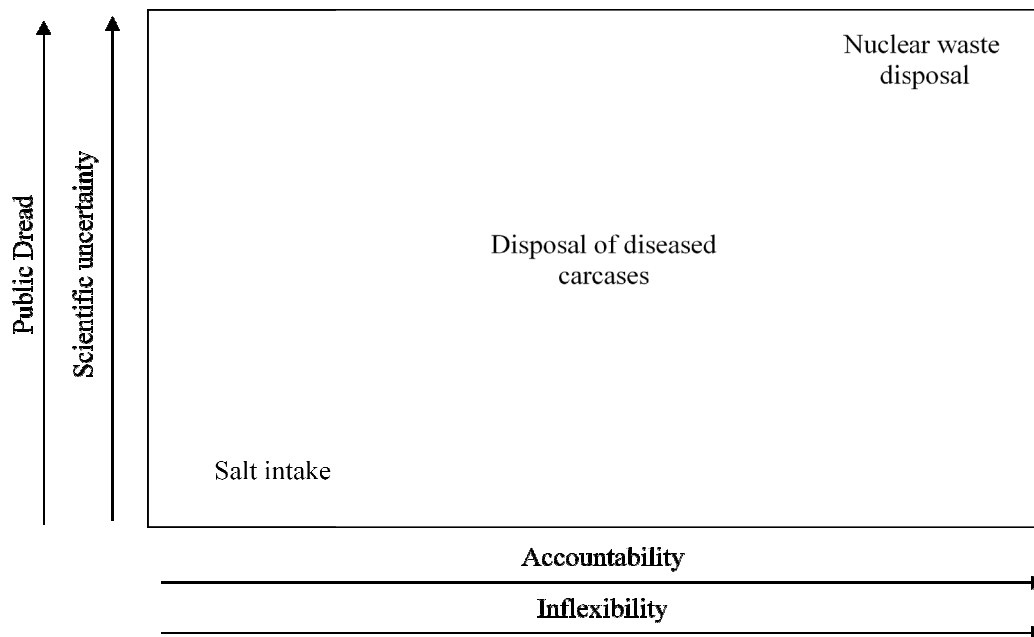 Nuclear waste
disposal
Public Dread
Scientific uncertainty
Disposal of diseased
carcases
Salt intake
Accountability
Inflexibility